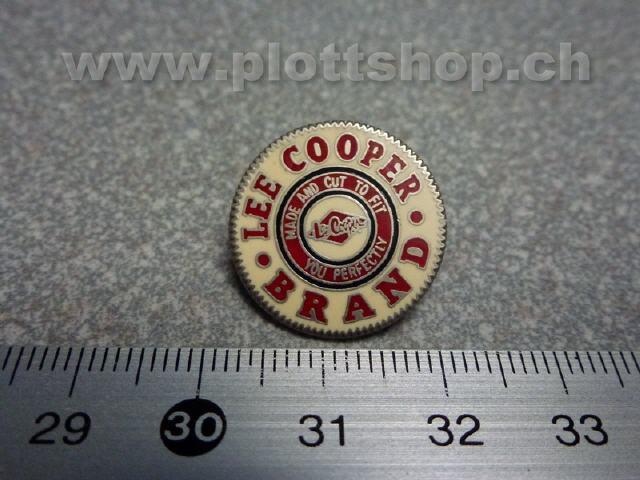 www.plottshop.ch
LEE COOPER
• BRAND •
MADE AND CUT TO FIT
YOU PERFECTLY
Lee Cooper
29 30 31 32 33